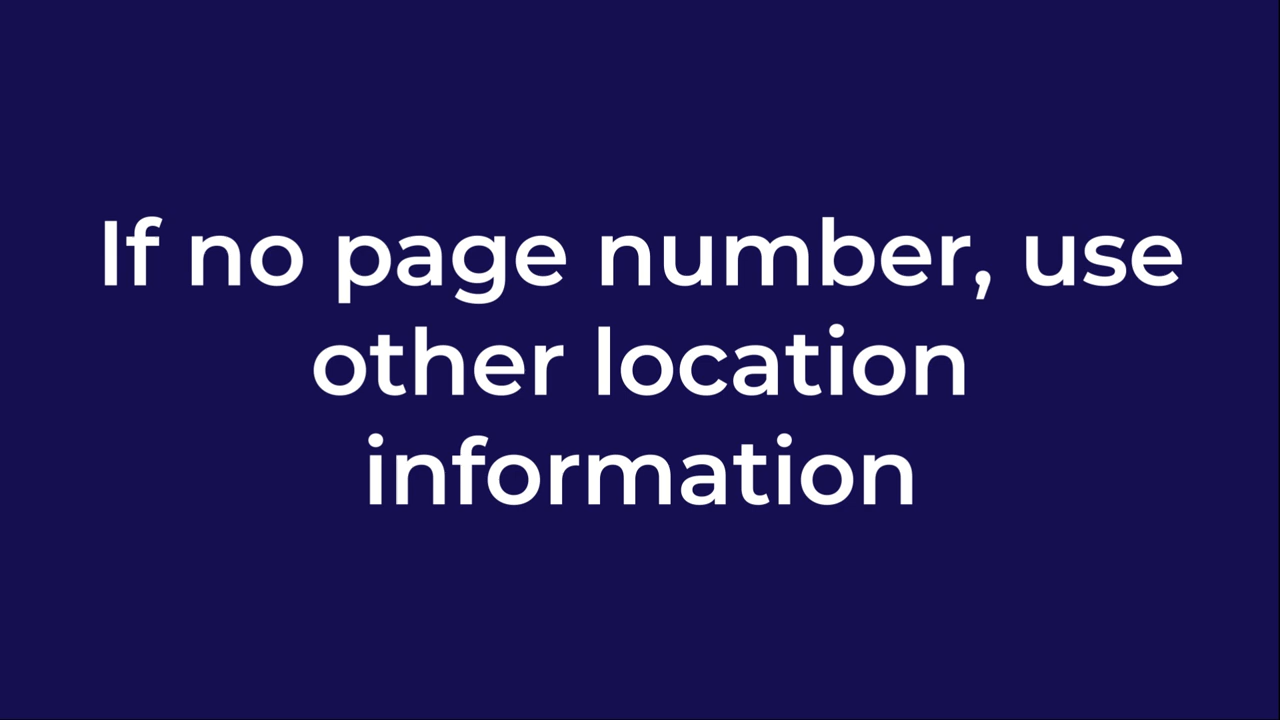 If no page number, use
other location
information